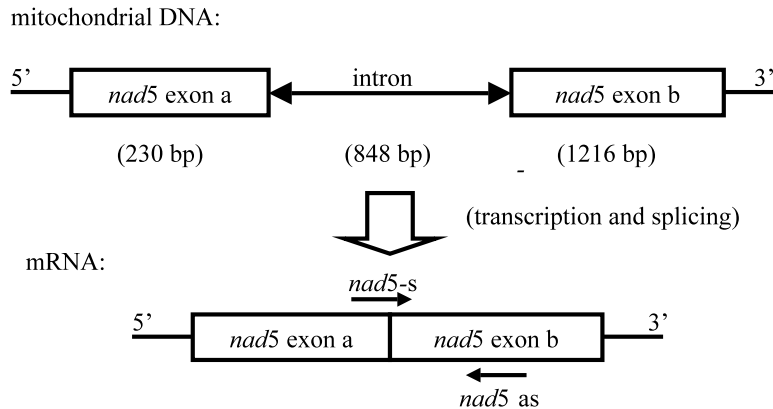 mitochondrial DNA:
5’ nad5 exon a intron nad5 exon b 3’
(230 bp) (848 bp) (1216 bp)
-
(transcription and splicing)
mRNA:
nad5-s
5’ nad5 exon a nad5 exon b 3’
nad5 as